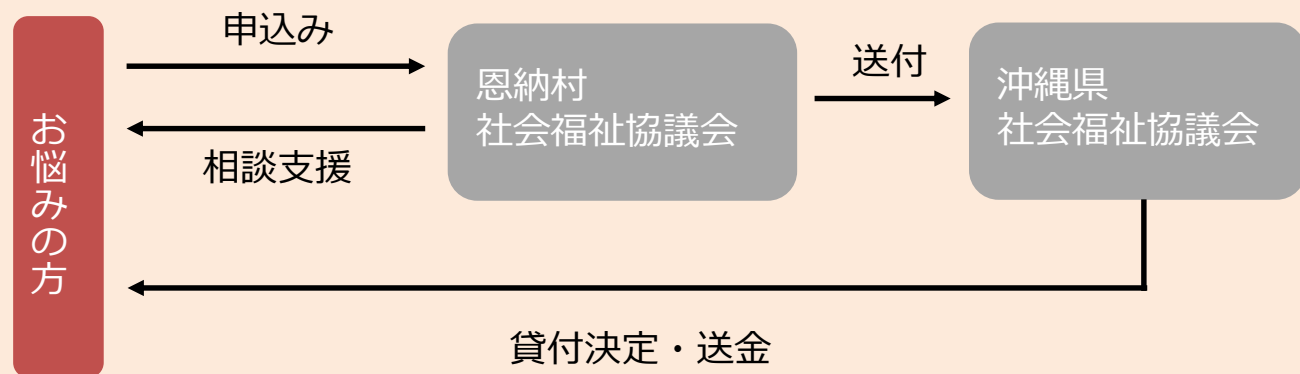 お悩みの方
申込み
相談支援
恩納村
社会福祉協議会
送付
沖縄県
社会福祉協議会
貸付決定・送金